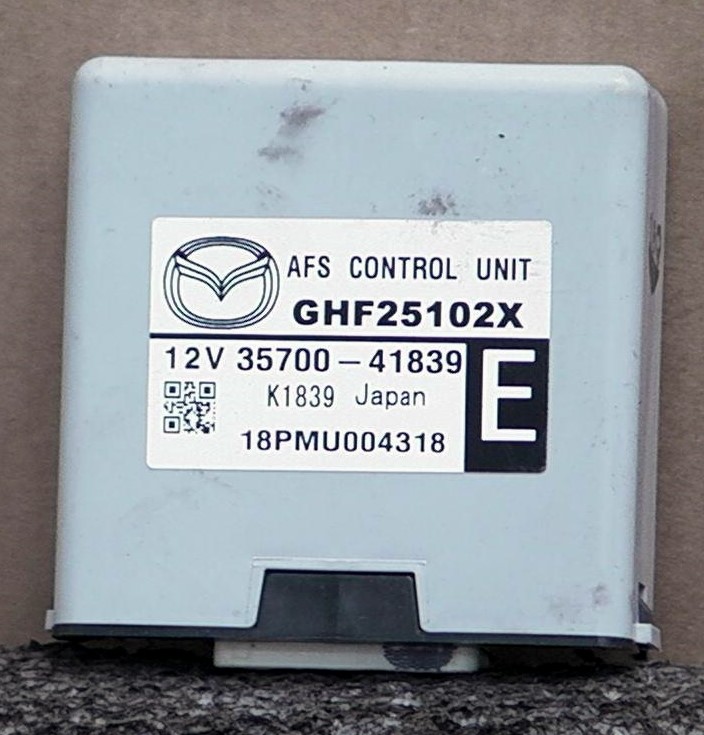 AFS CONTROL UNIT
GHF25102X
12V 35700-41839
E
K1839 Japan
18PMU004318